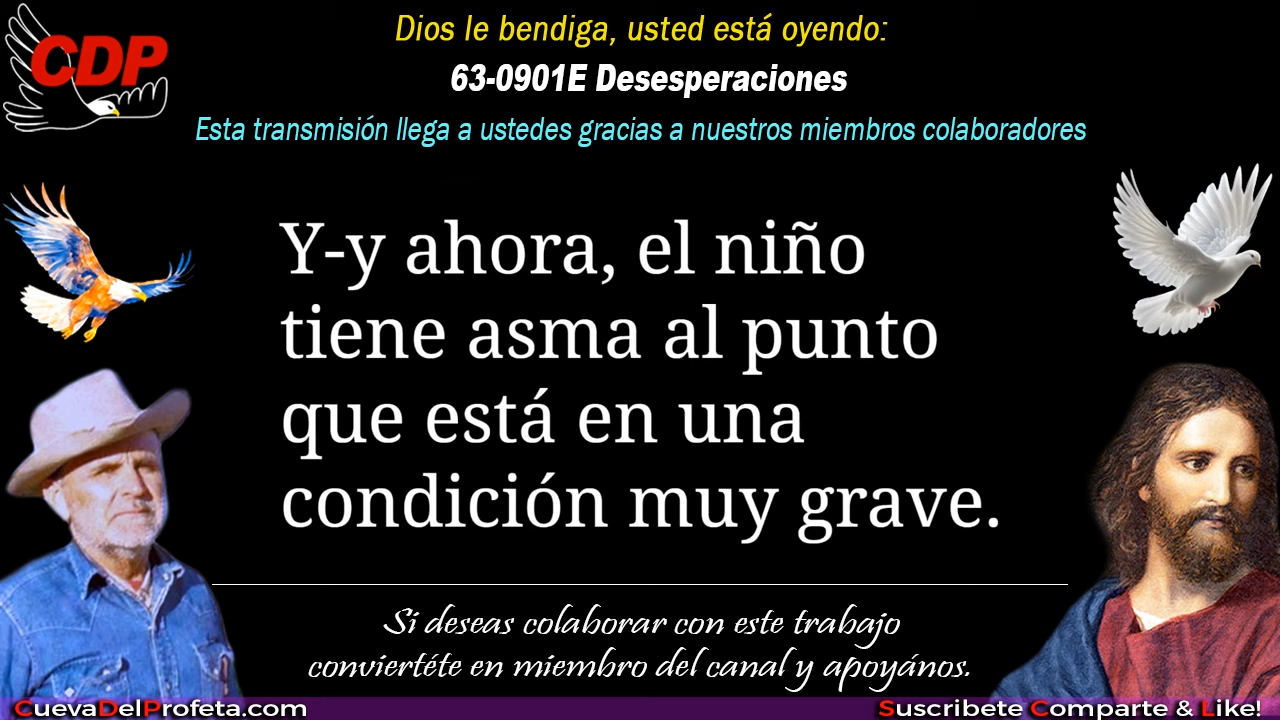 CDP
Dios le bendiga, usted está oyendo:
63-0901E Desesperaciones
Esta transmisión llega a ustedes gracias a nuestros miembros colaboradores
Y-y ahora, el niño
tiene asma al punto
que está en una
condición muy grave.
Si deseas colaborar con este trabajo
conviertéte en miembro del canal y apoyános.
CuevaDelProfeta.com
Suscribete Comparte & Like!